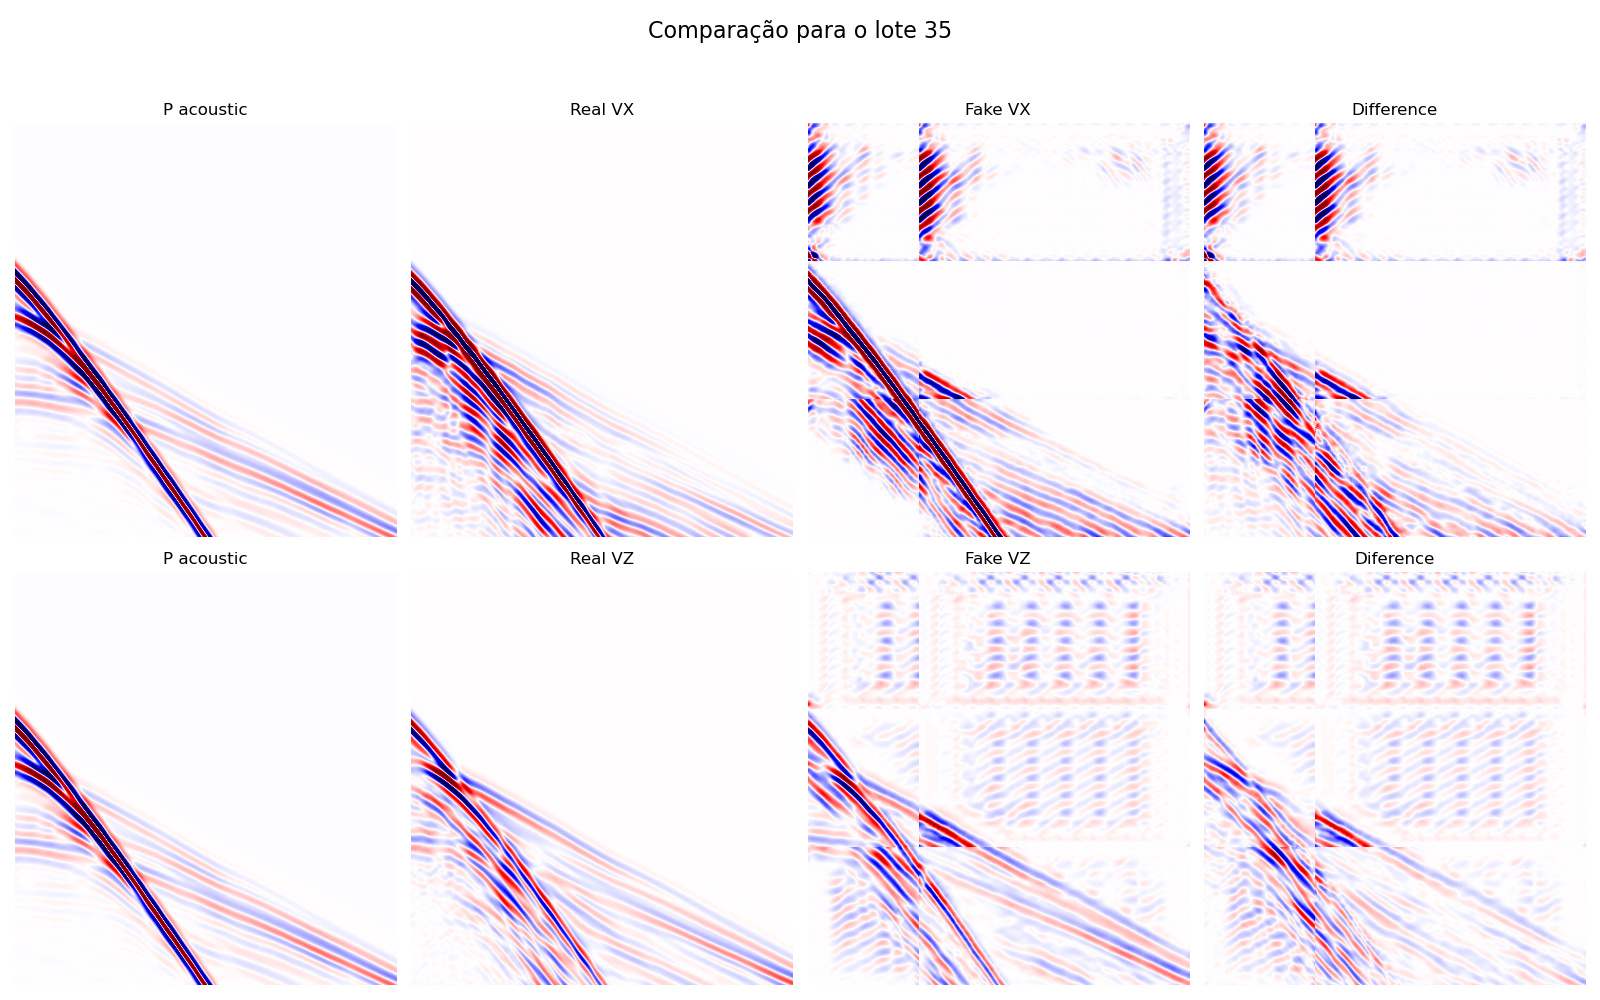 Comparação para o lote 35
P acoustic
Real VX
Fake VX
Difference
P acoustic
Real VZ
Fake VZ
Diference